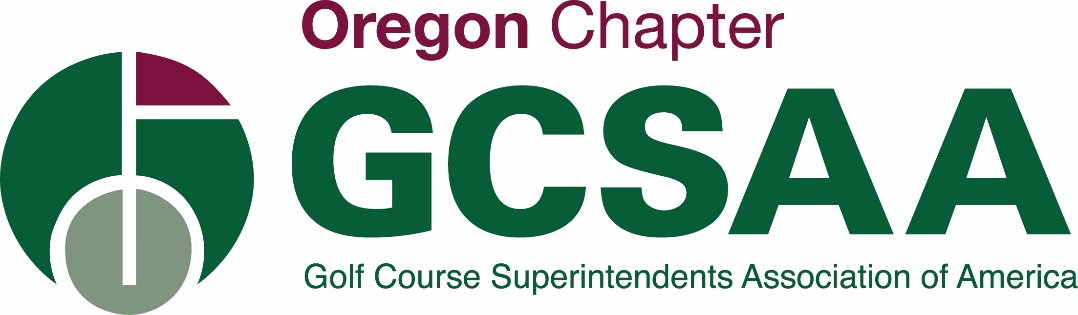 Oregon Chapter
GCSAA
Golf Course Superintendents Association of America